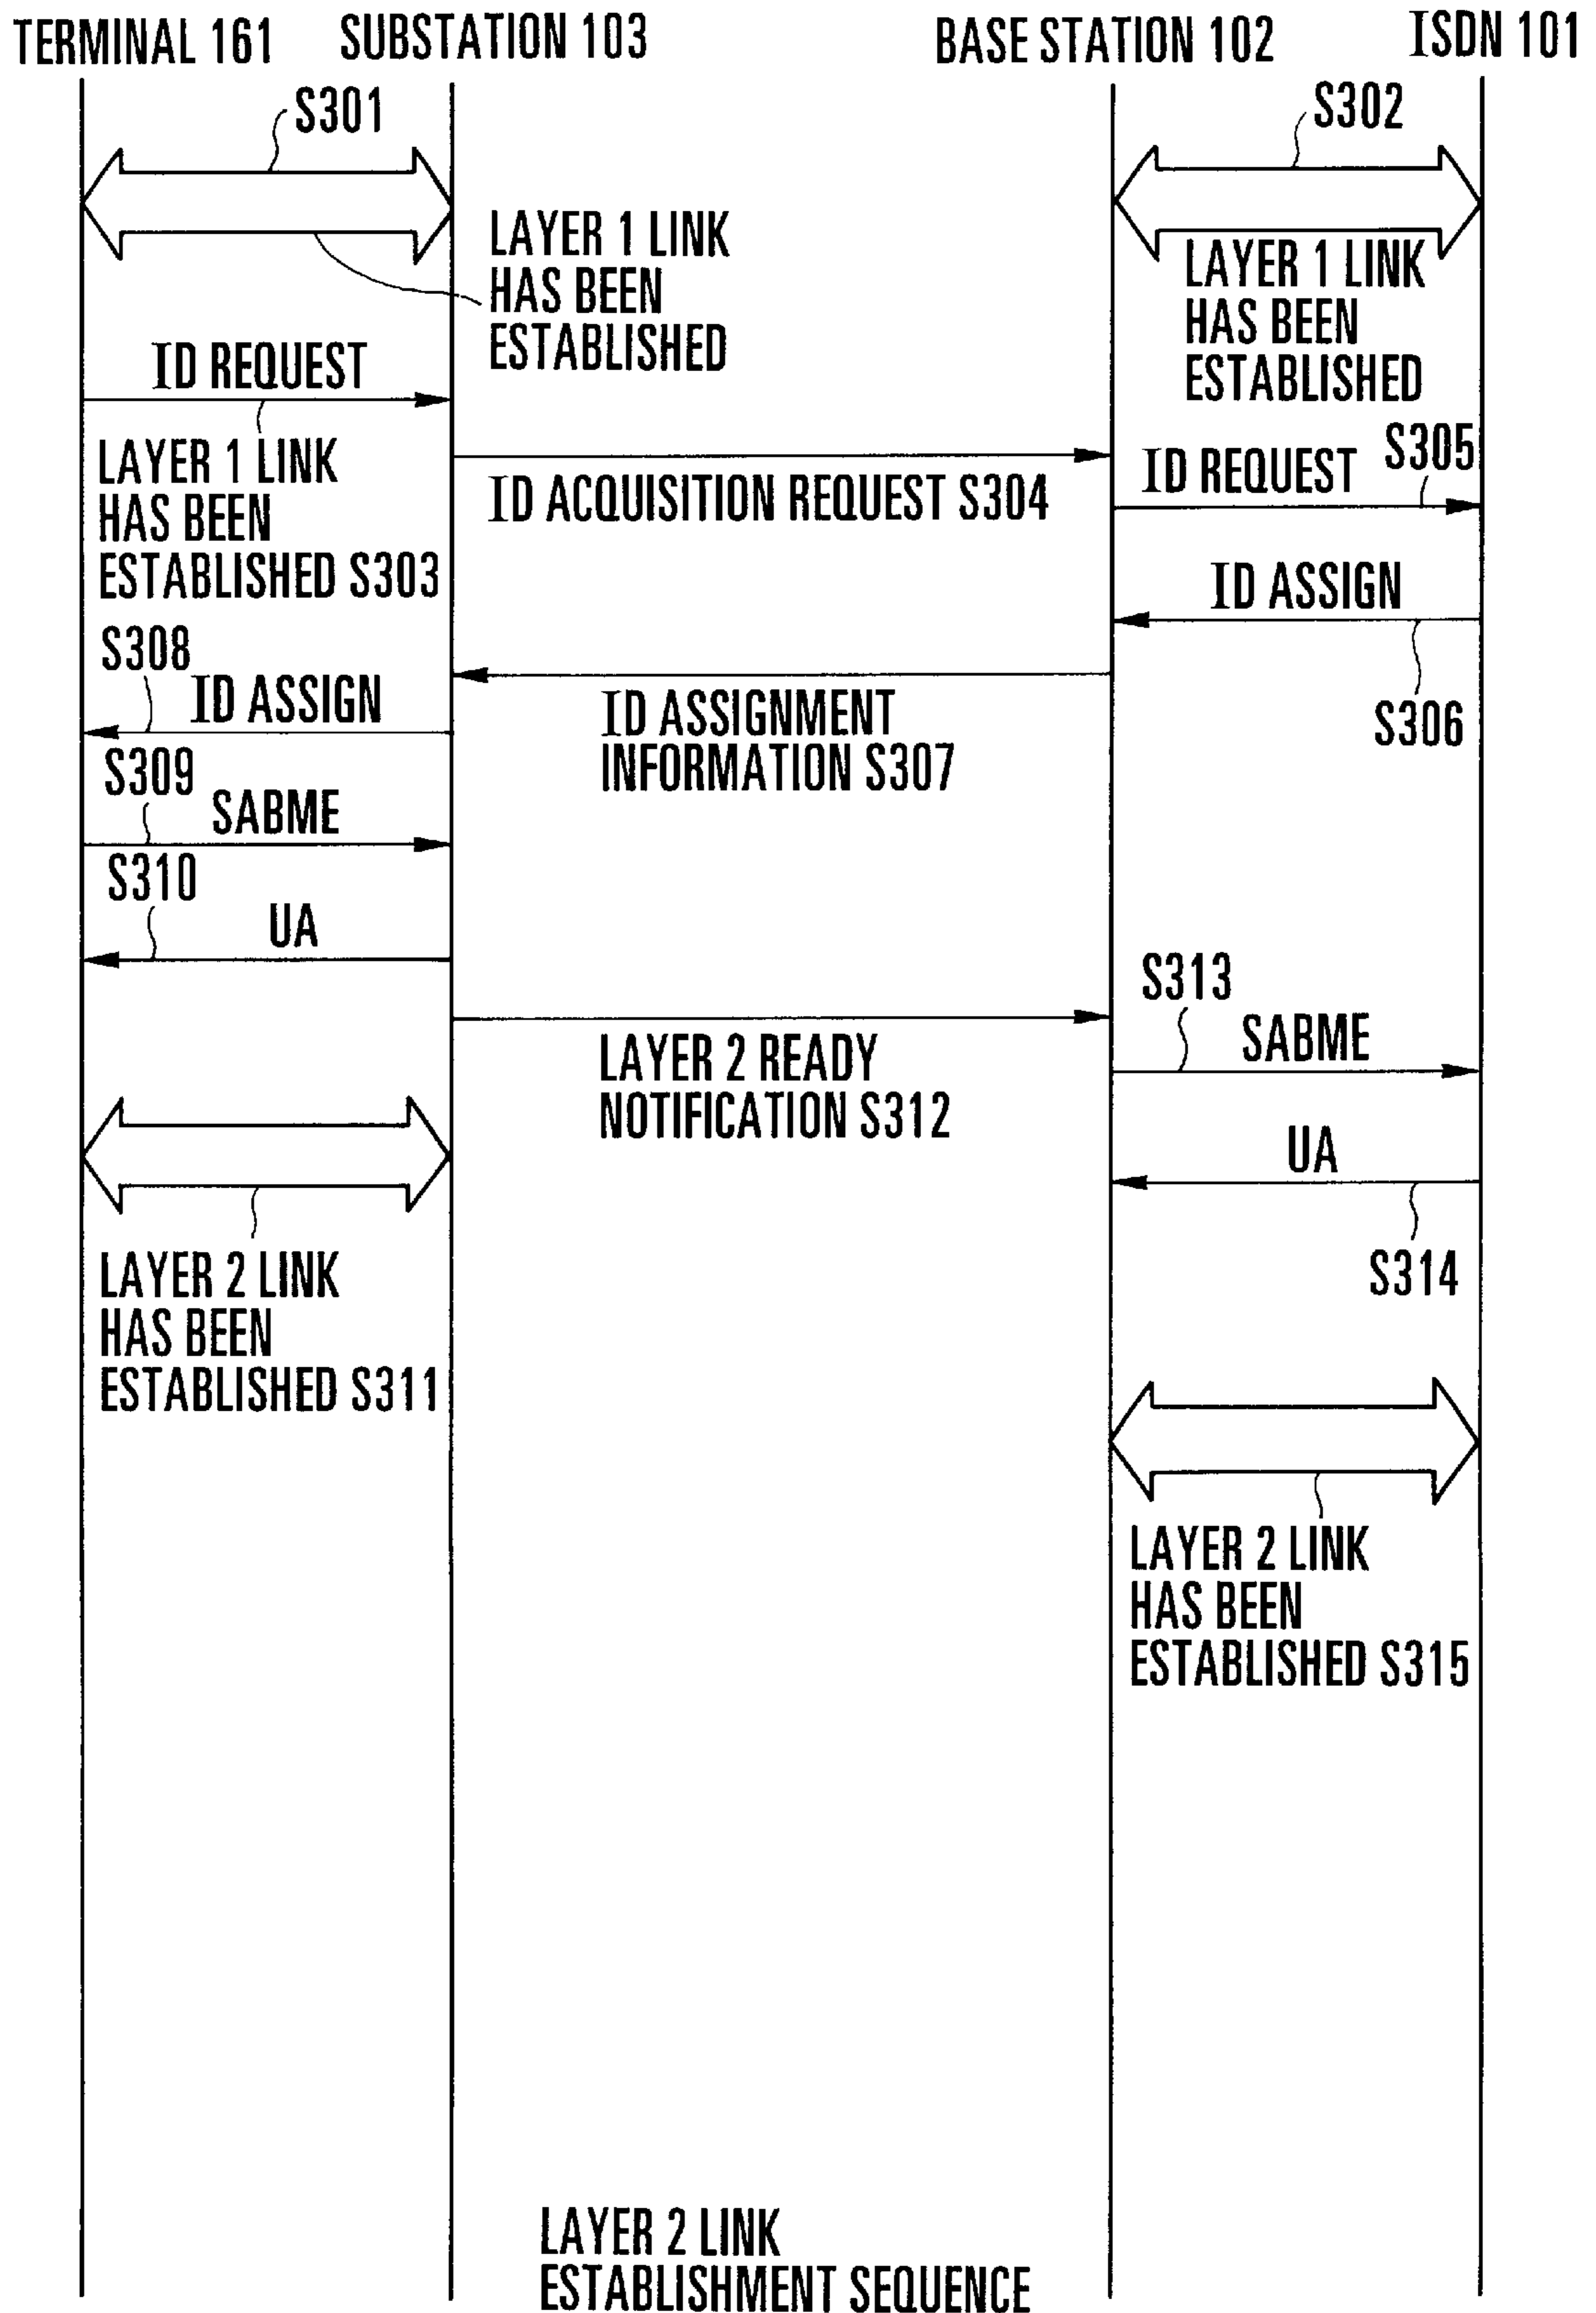 TERMINAL 161
SUBSTATION 103
BASE STATION 102
ISDN 101
S301
S302
LAYER 1 LINK
HAS BEEN
ESTABLISHED
LAYER 1 LINK
HAS BEEN
ESTABLISHED
ID REQUEST
LAYER 1 LINK
HAS BEEN
ESTABLISHED S303
ID ACQUISITION REQUEST S304
ID REQUEST
S305
ID ASSIGN
S306
ID ASSIGNMENT
INFORMATION S307
S308
ID ASSIGN
S309
SABME
S310
UA
LAYER 2 READY
NOTIFICATION S312
S313
SABME
UA
S314
LAYER 2 LINK
HAS BEEN
ESTABLISHED S311
LAYER 2 LINK
HAS BEEN
ESTABLISHED S315
LAYER 2 LINK
ESTABLISHMENT SEQUENCE